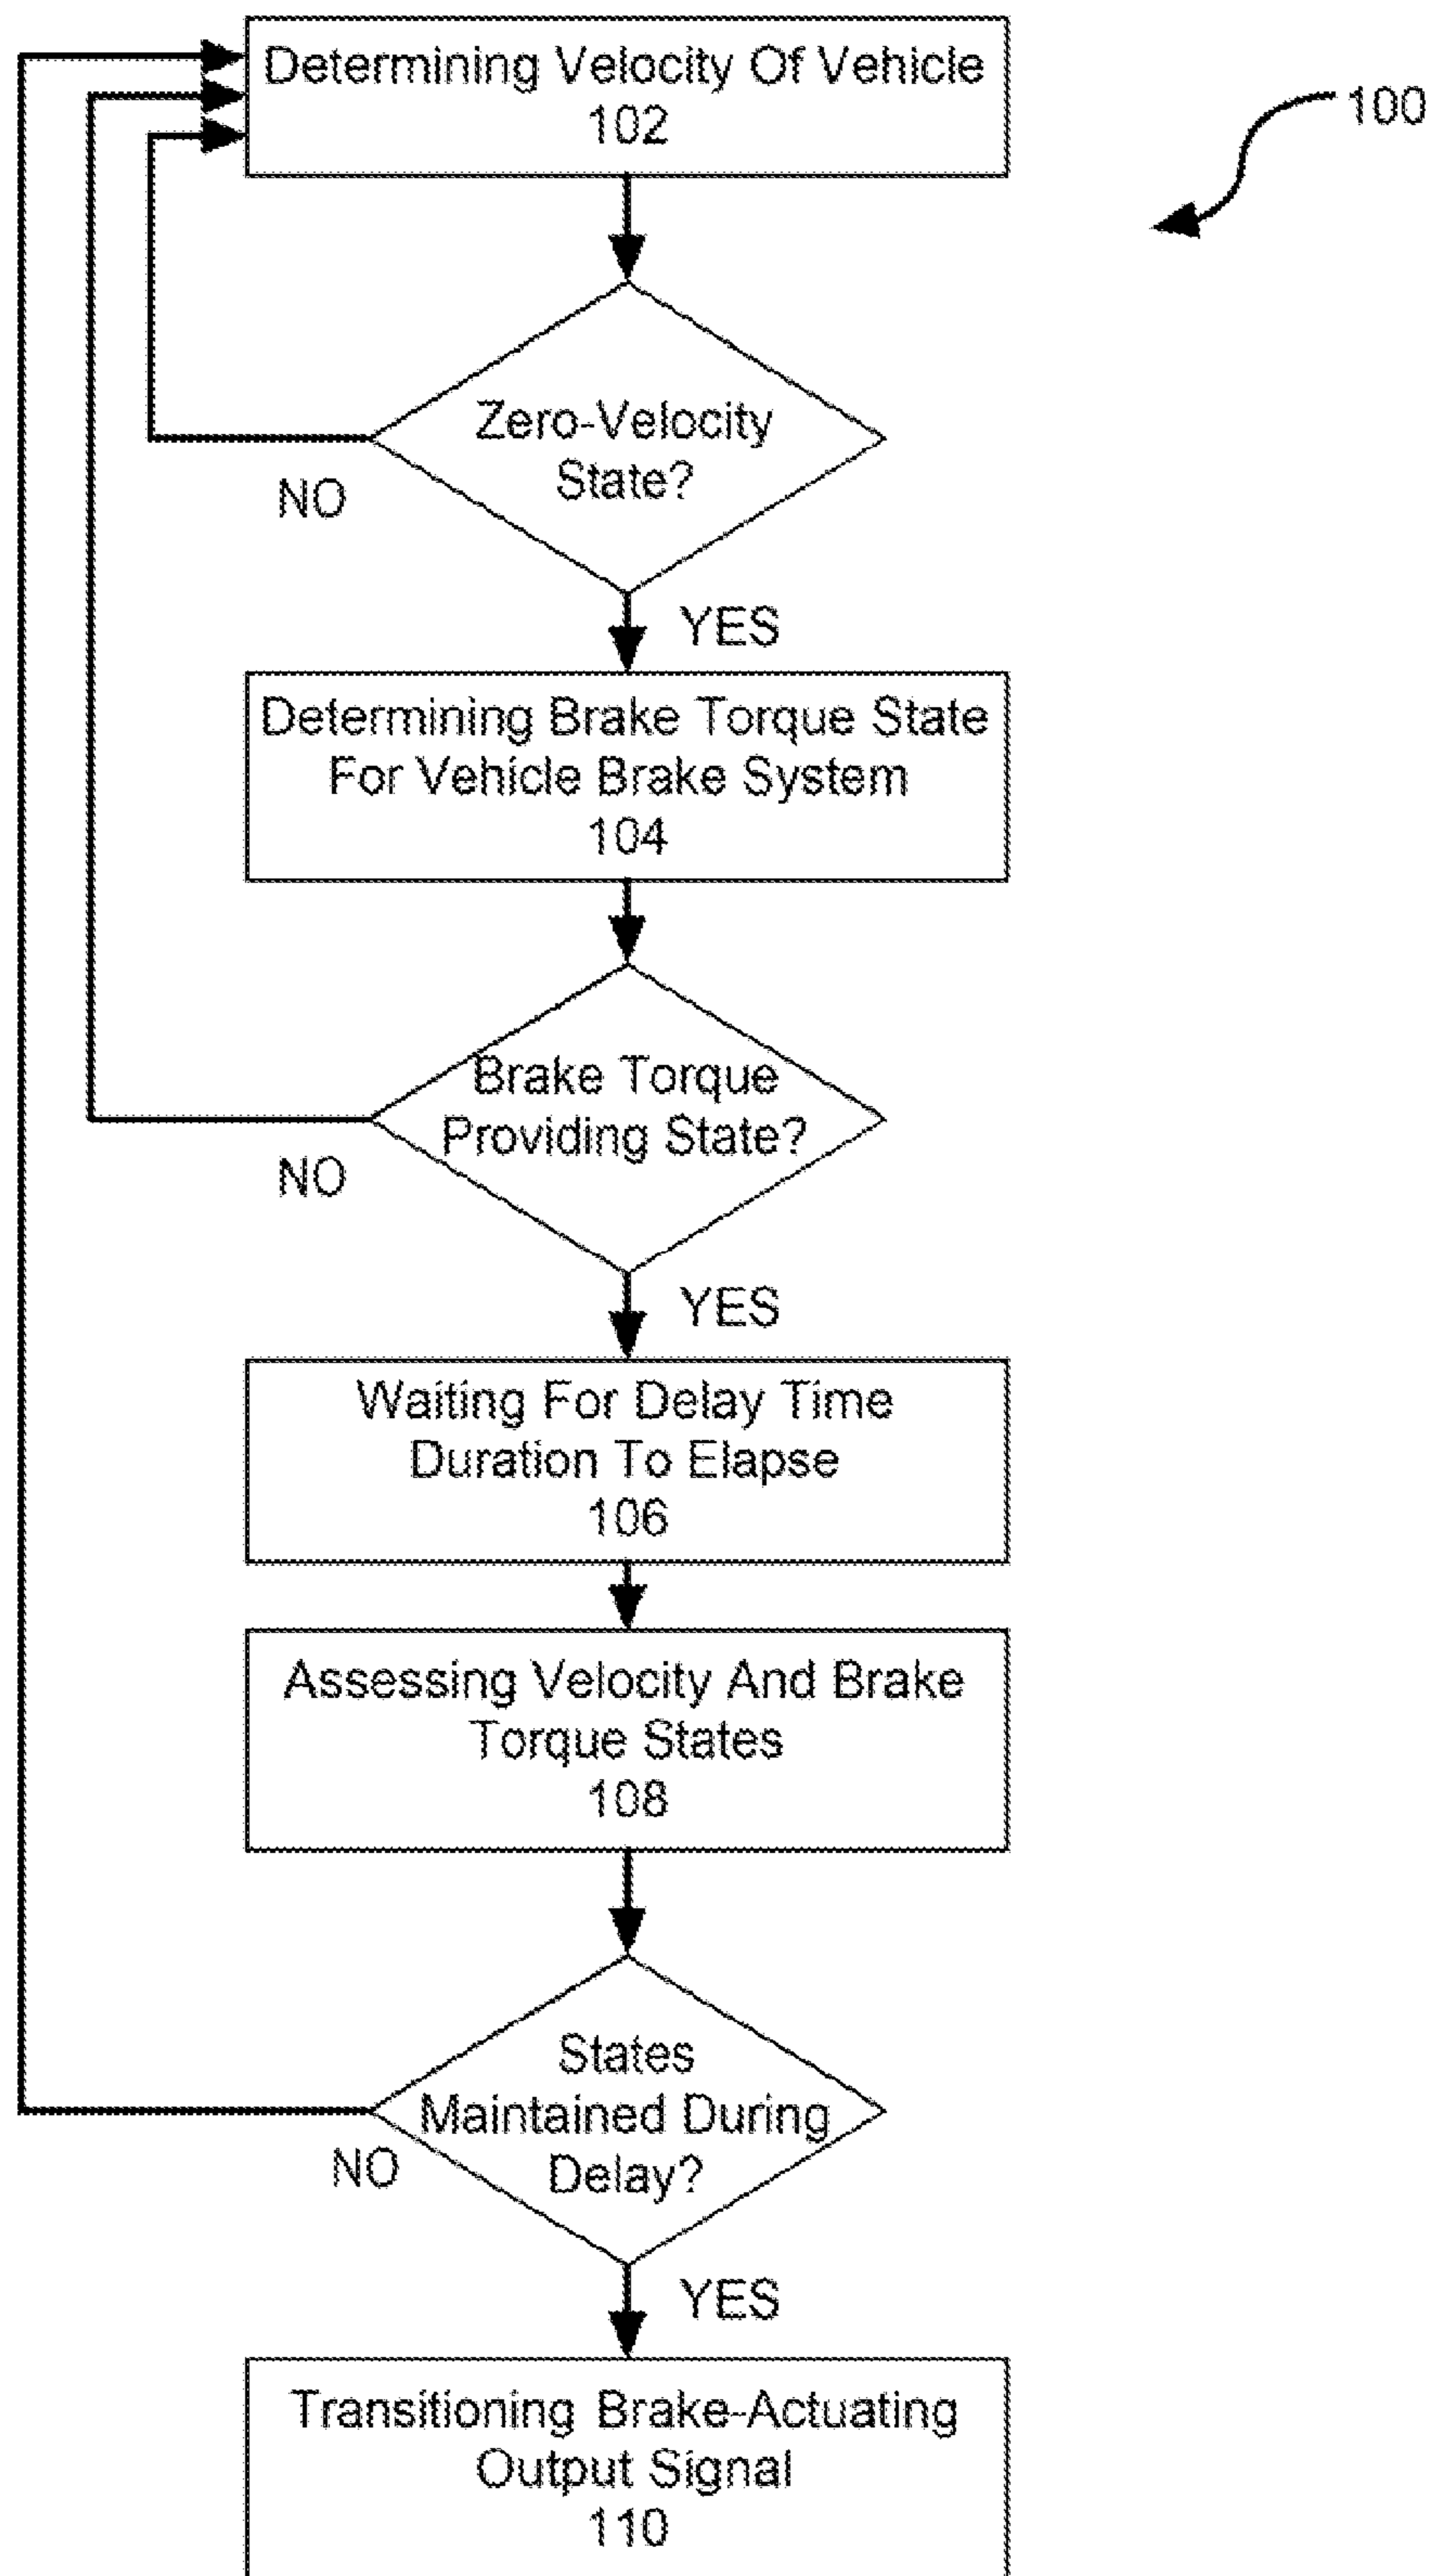 Determining Velocity Of Vehicle
102
100
Zero-Velocity
State?
NO
YES
Determining Brake Torque State
For Vehicle Brake System
104
Brake Torque
Providing State?
NO
YES
Waiting For Delay Time
Duration To Elapse
106
Assessing Velocity And Brake
Torque States
108
States
Maintained During
Delay?
NO
YES
Transitioning Brake-Actuating
Output Signal
110